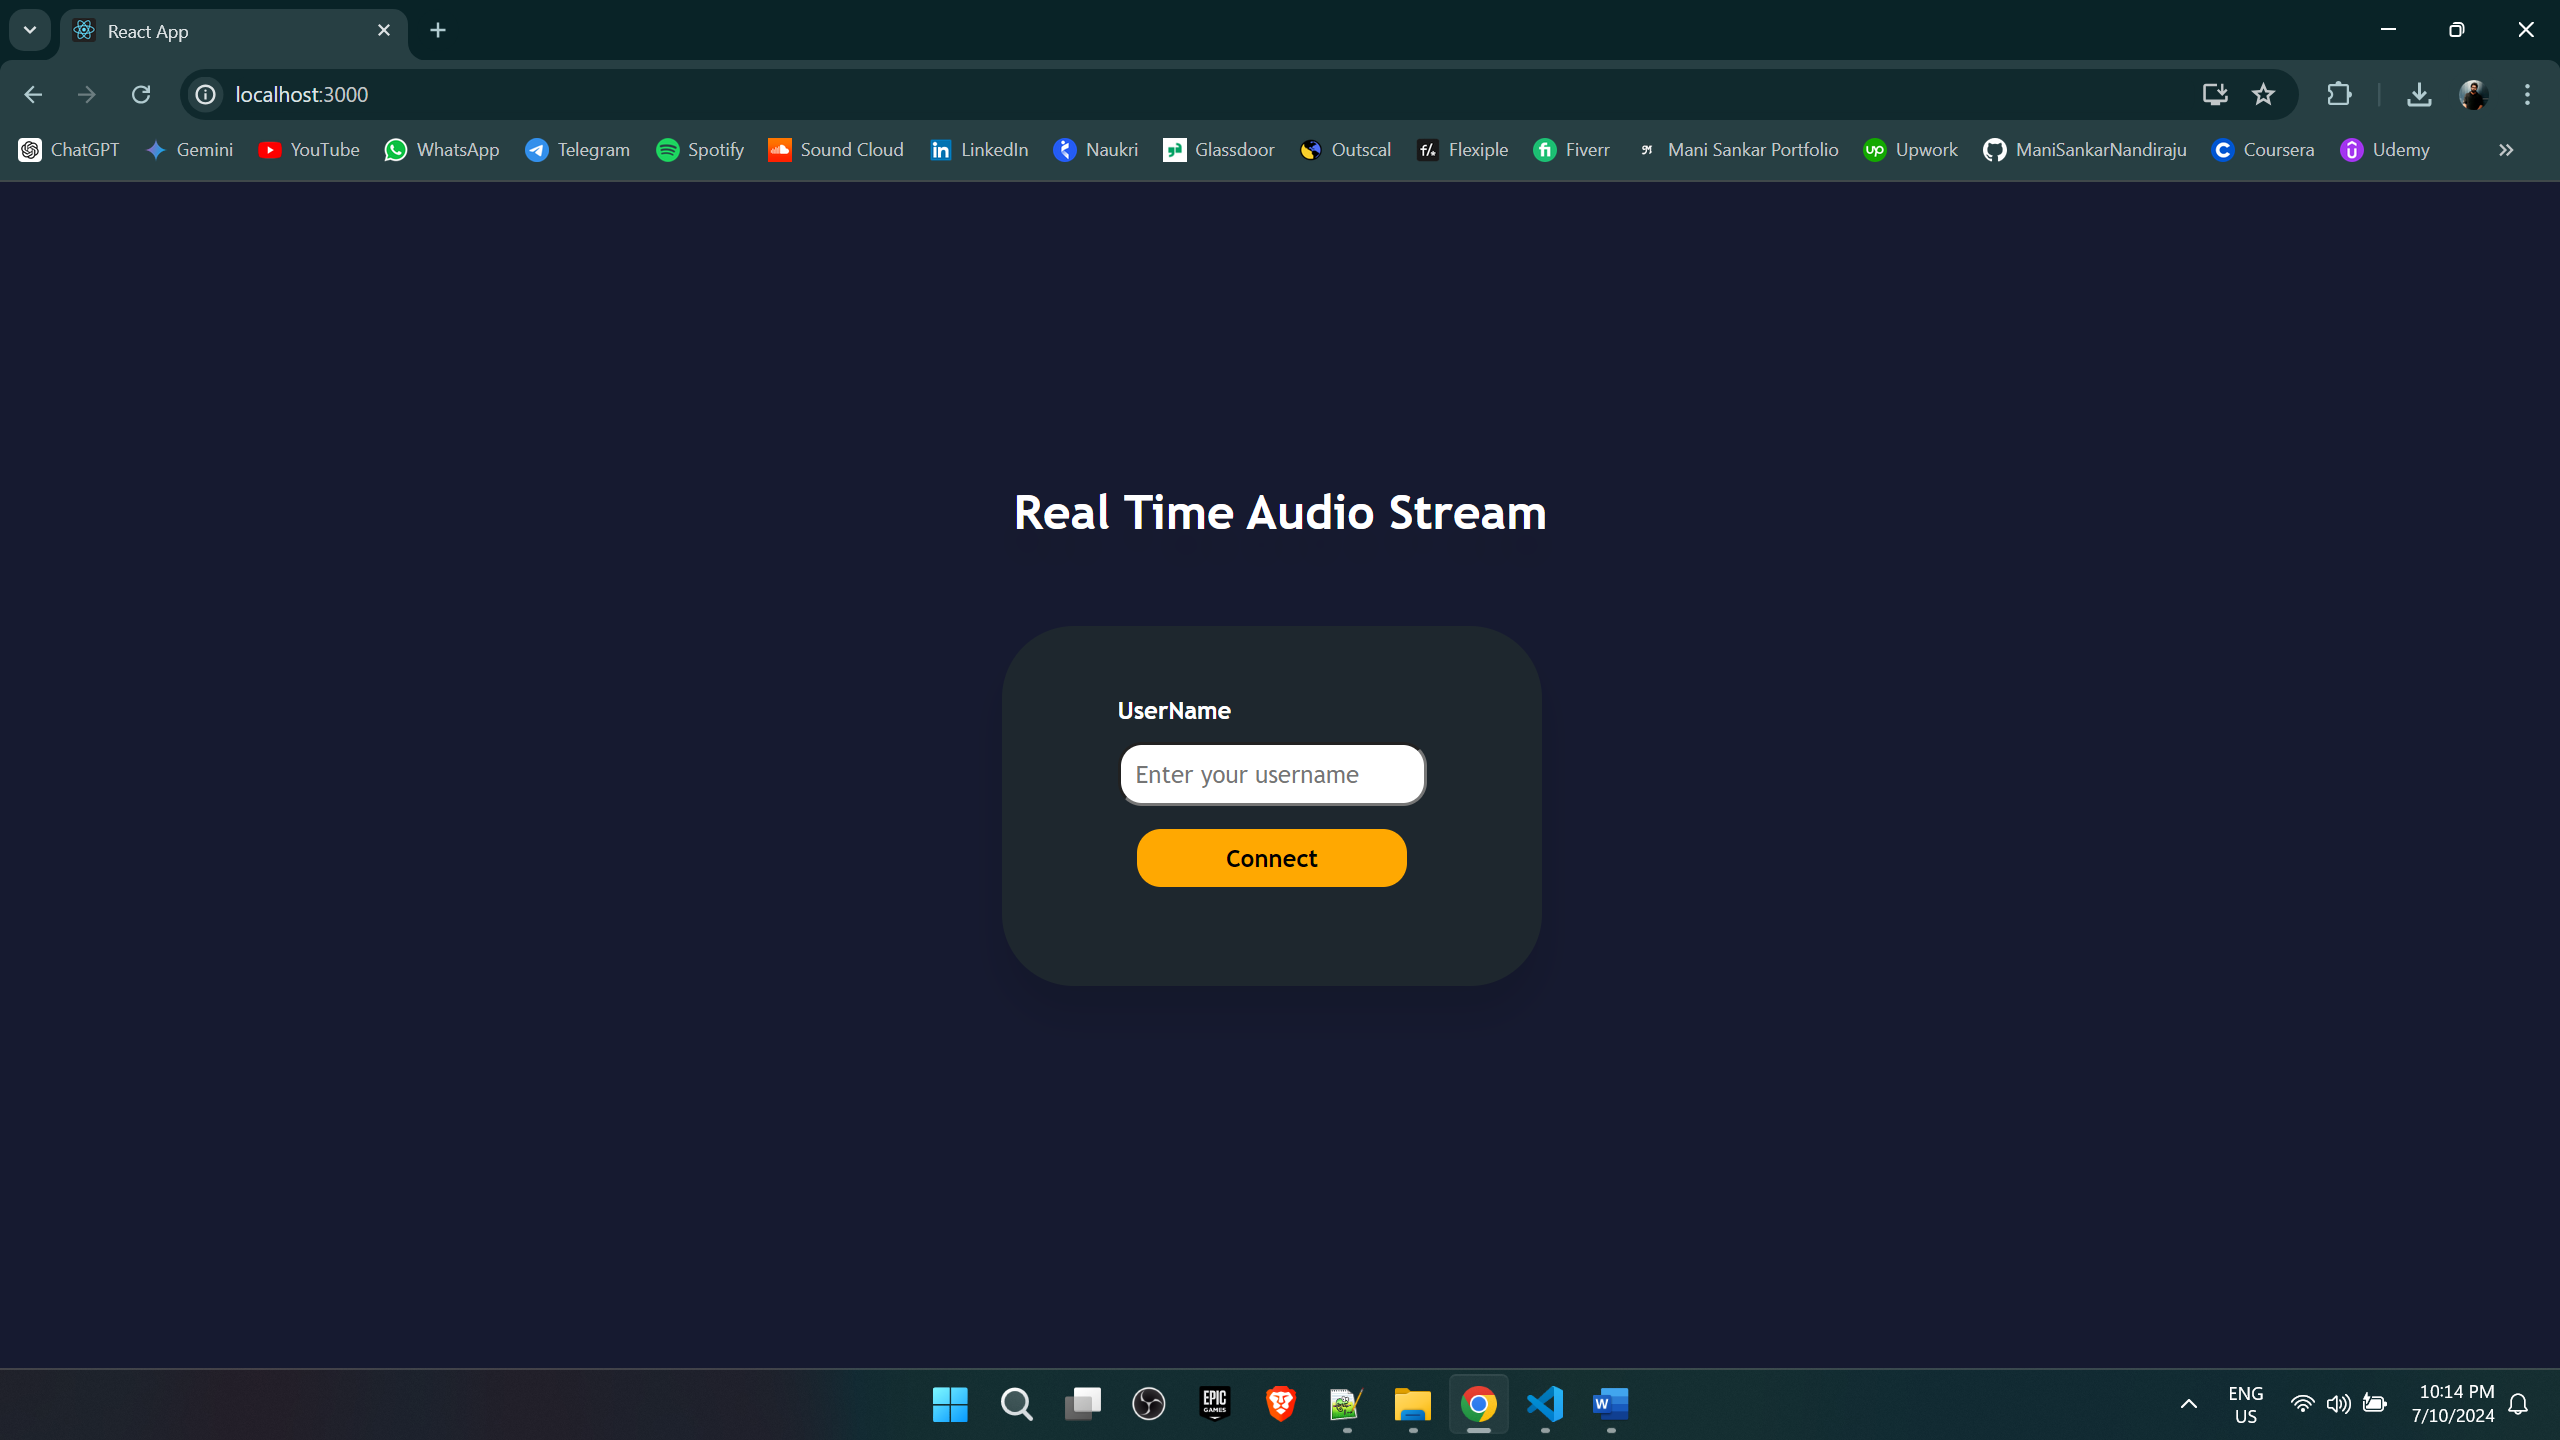 React App
localhost:3000
ChatGPT Gemini YouTube WhatsApp Telegram Spotify Sound Cloud LinkedIn Naukri Glassdoor Outscal Flexiple Fiverr Mani Sankar Portfolio Upwork ManiSankarNandiraju Coursera Udemy
Real Time Audio Stream
UserName
Enter your username
Connect
EPIC
GAMES
ENG
US
10:14 PM
7/10/2024